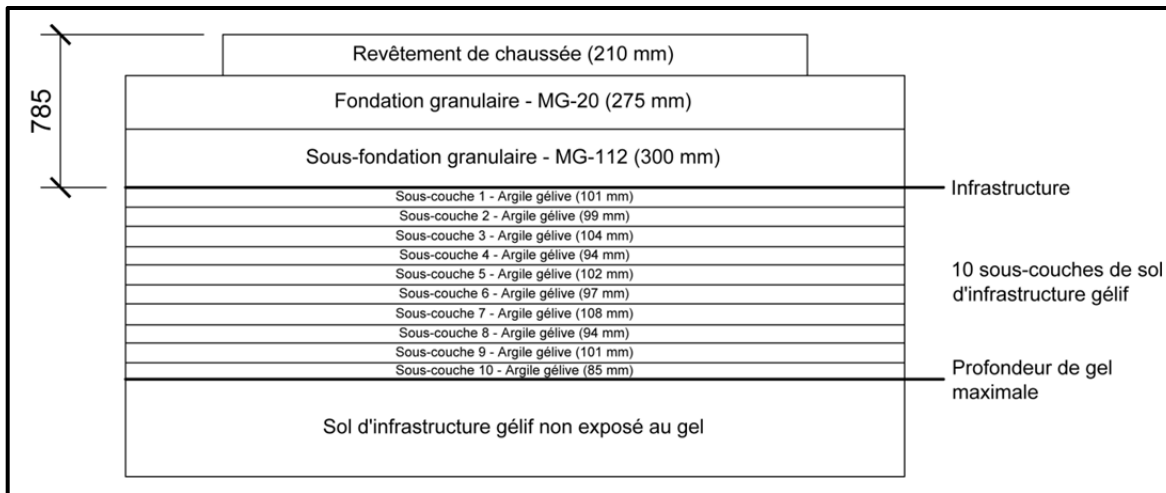 785
Revêtement de chaussée (210 mm)
Fondation granulaire - MG-20 (275 mm)
Sous-fondation granulaire - MG-112 (300 mm)
Infrastructure
Sous-couche 1 - Argile gélive (101 mm)
Sous-couche 2 - Argile gélive (99 mm)
Sous-couche 3 - Argile gélive (104 mm)
Sous-couche 4 - Argile gélive (94 mm)
Sous-couche 5 - Argile gélive (102 mm)
Sous-couche 6 - Argile gélive (97 mm)
Sous-couche 7 - Argile gélive (108 mm)
Sous-couche 8 - Argile gélive (94 mm)
Sous-couche 9 - Argile gélive (101 mm)
Sous-couche 10 - Argile gélive (85 mm)
10 sous-couches de sol
d'infrastructure gélif
Profondeur de gel
maximale
Sol d'infrastructure gélif non exposé au gel